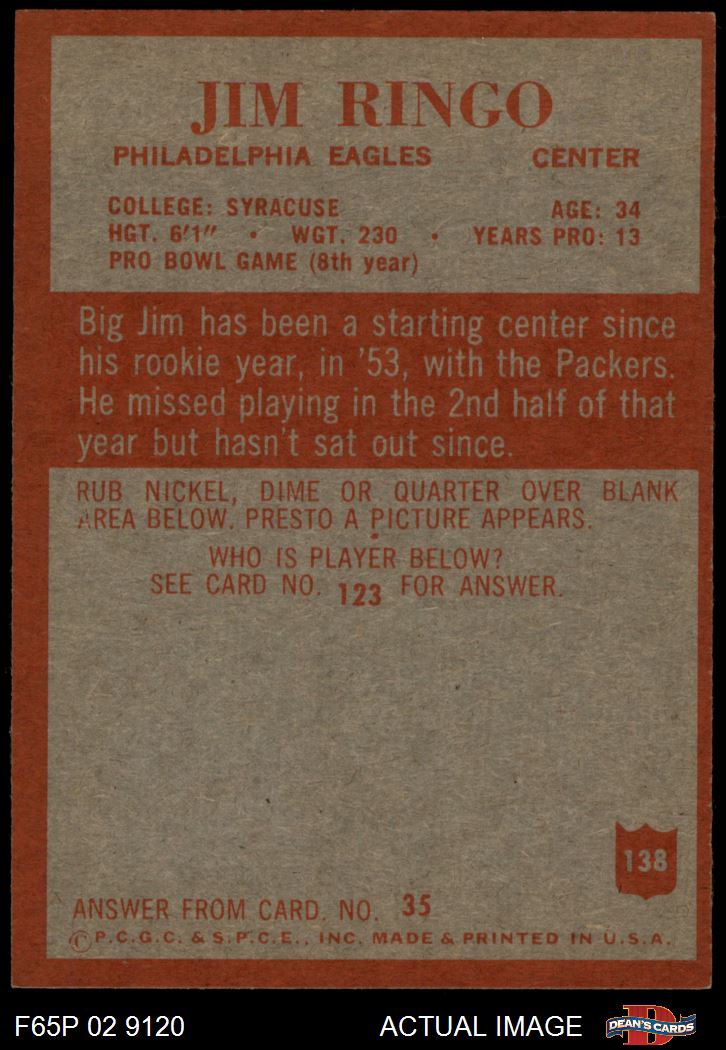 JIM RINGO
PHILADELPHIA EAGLES CENTER
COLLEGE: SYRACUSE AGE: 34
HGT. 6'1" • WGT. 230 • YEARS PRO: 13
PRO BOWL GAME (8th year)
Big Jim has been a starting center since
his rookie year, in '53, with the Packers.
He missed playing in the 2nd half of that
year but hasn't sat out since.
RUB NICKEL, DIME OR QUARTER OVER BLANK
AREA BELOW. PRESTO A PICTURE APPEARS.
WHO IS PLAYER BELOW?
SEE CARD NO. 123 FOR ANSWER.
138
ANSWER FROM CARD. NO. 35
© P.C.G.C. & S.P.C.E., INC. MADE & PRINTED IN U.S.A.
F65P 02 9120 ACTUAL IMAGE
D
DEAN'S CARDS